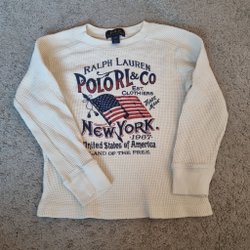 RALPH LAUREN
POLO RL & CO
EST.
CLOTHIERS
NEW YORK.
1967
United States of America
LAND OF THE FREE